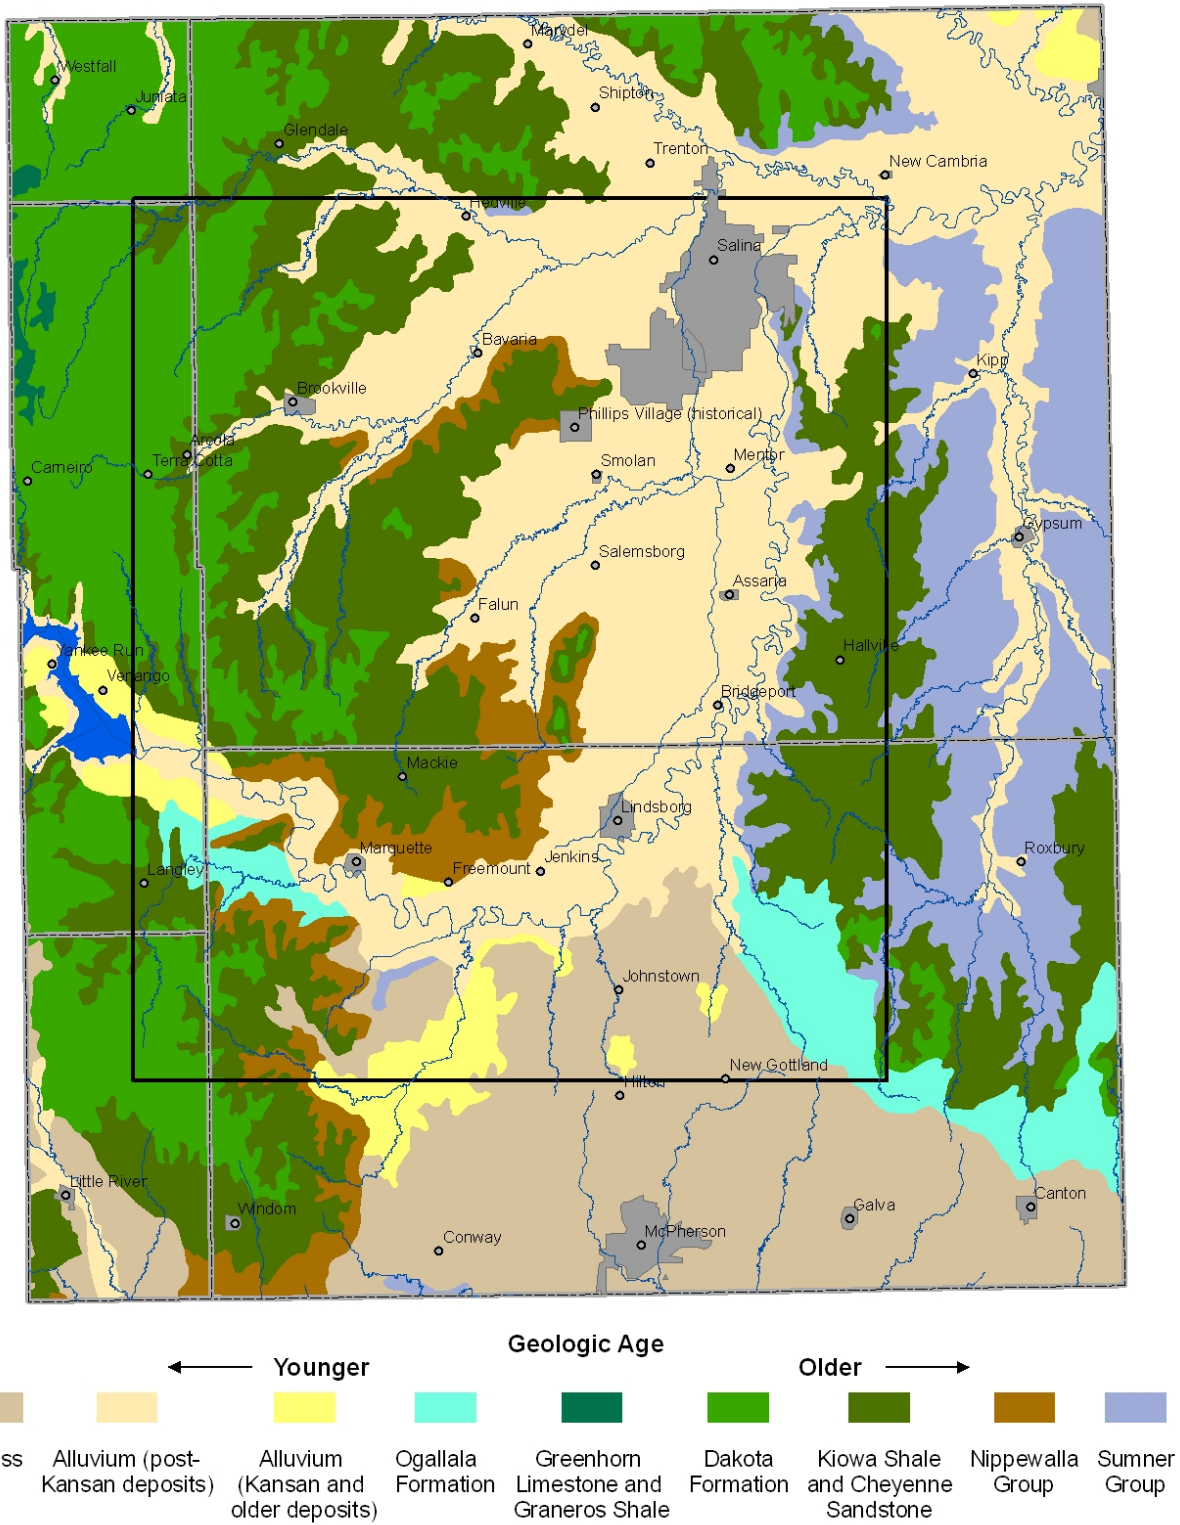 Marydel
Westfall
Juniata
Shipton
Glendale
Trenton
New Cambria
Hedville
Salina
Bavaria
Kipp
Brookville
Phillips Village (historical)
Arcola
Terra Cotta
Mentor
Carneiro
Smolan
Gypsum
Salemsborg
Assaria
Falun
Hallville
Yankee Run
Venango
Bridgeport
Mackie
Lindsborg
Marquette
Jenkins
Roxbury
Langley
Freemount
Johnstown
New Gottland
Hilton
Little River
Windom
Galva
Canton
Conway
McPherson
Geologic Age
Younger
Older
ss
Alluvium (post-
Kansan deposits)
Alluvium
(Kansan and
older deposits)
Ogallala
Formation
Greenhorn
Limestone and
Graneros Shale
Dakota
Formation
Kiowa Shale
and Cheyenne
Sandstone
Nippewalla
Group
Sumner
Group